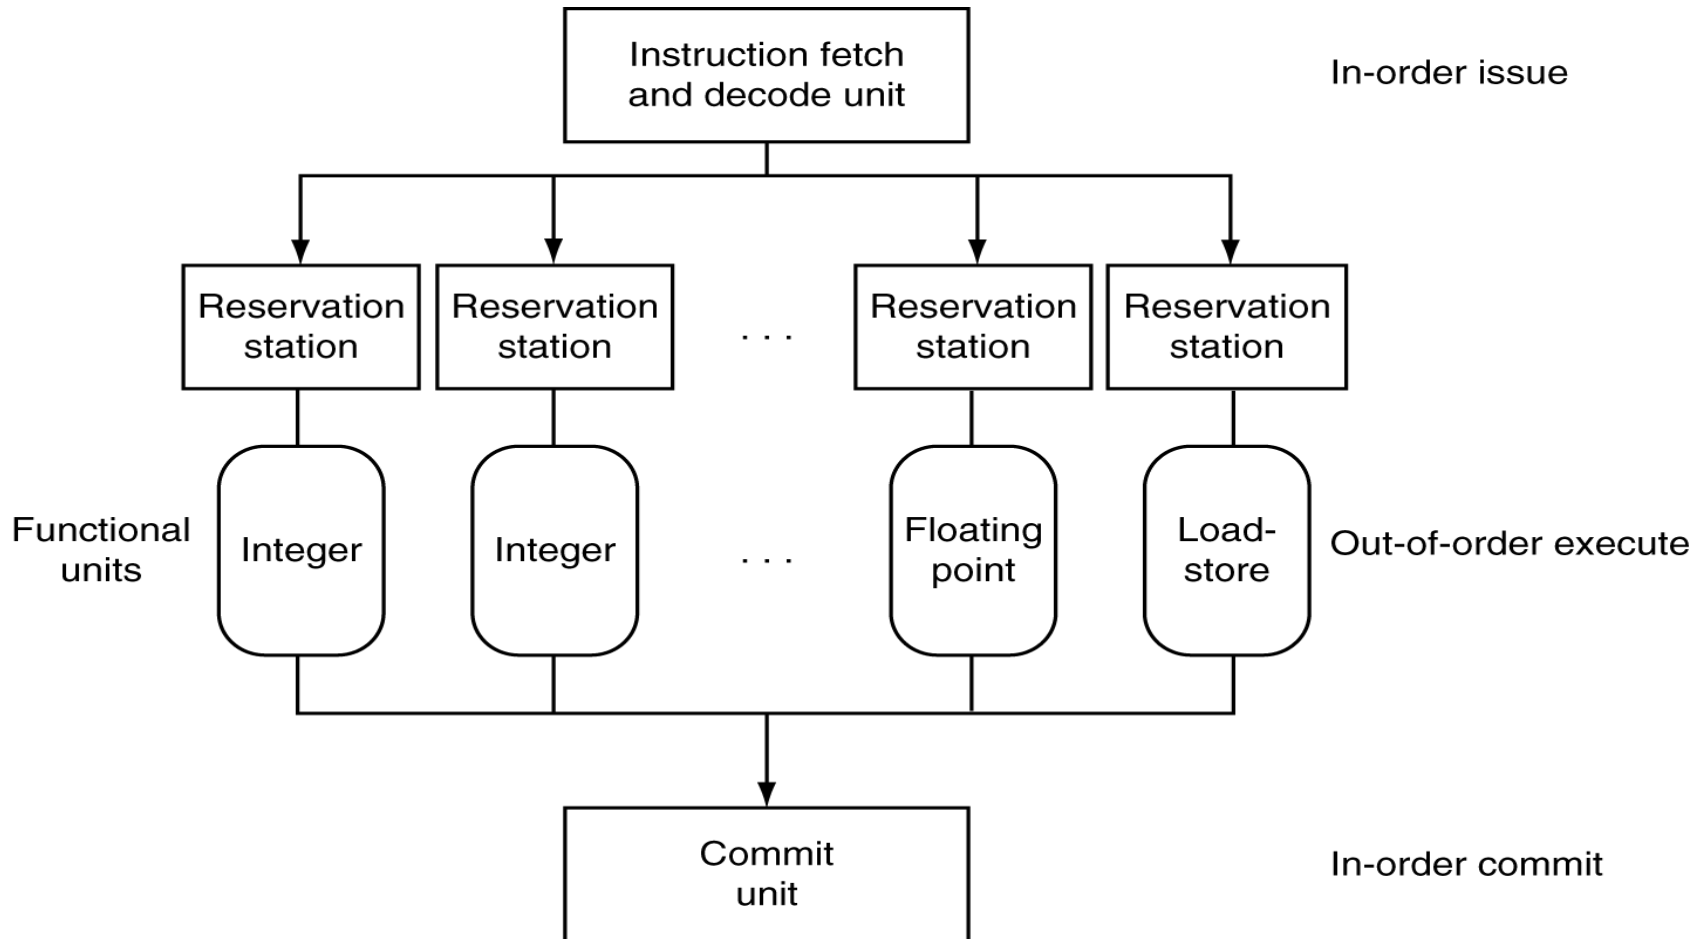 Instruction fetch
and decode unit
In-order issue
Reservation
station
Reservation
station
. . .
Reservation
station
Reservation
station
Functional
units
Integer
Integer
. . .
Floating
point
Load-
store
Out-of-order execute
Commit
unit
In-order commit